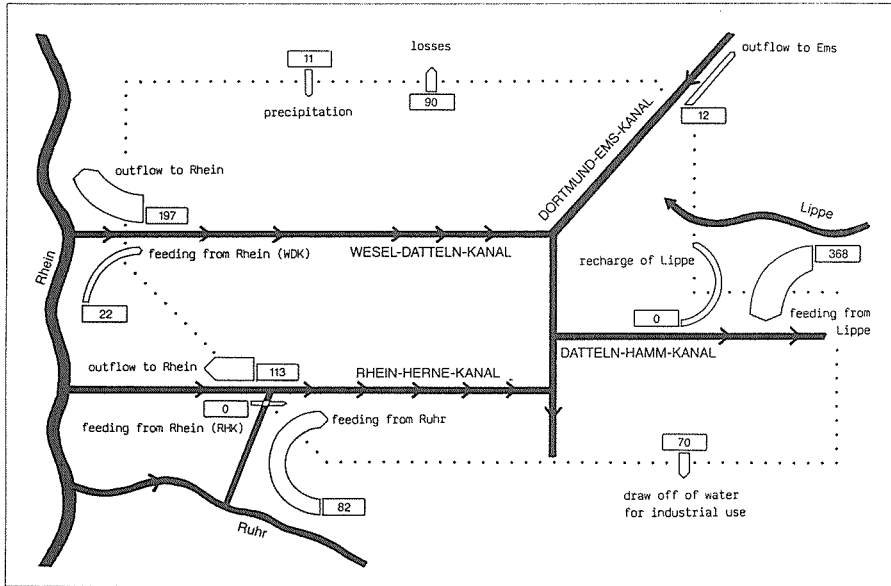 11
precipitation
losses
90
outflow to Ems
12
DORTMUND-EMS-KANAL
outflow to Rhein
197
feeding from Rhein (WDK)
WESEL-DATTELN-KANAL
Rhein
22
Lippe
recharge of Lippe
368
0
feeding from
Lippe
DATTELN-HAMM-KANAL
outflow to Rhein
113
RHEIN-HERNE-KANAL
0
feeding from Rhein (RHK)
feeding from Ruhr
82
Ruhr
70
draw off of water
for industrial use